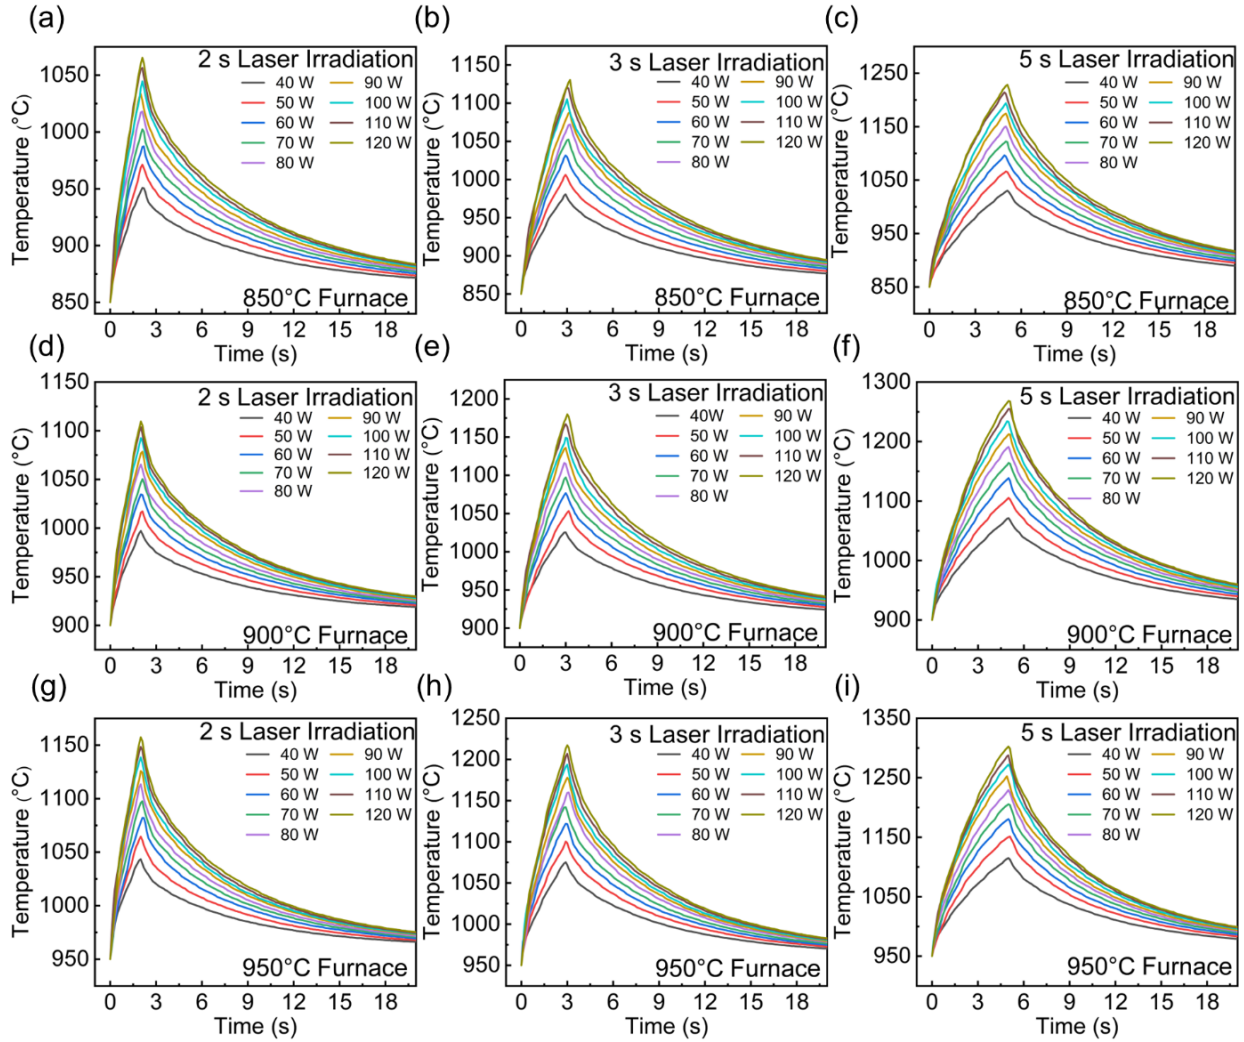 (a)
2 s Laser Irradiation
40 W
50 W
60 W
70 W
80 W
90 W
100 W
110 W
120 W
850°C Furnace
Temperature (°C)
1050
1000
950
900
850
0 3 6 9 12 15 18
Time (s)
(b)
3 s Laser Irradiation
40 W
50 W
60 W
70 W
80 W
90 W
100 W
110 W
120 W
850°C Furnace
Temperature (°C)
1150
1100
1050
1000
950
900
850
0 3 6 9 12 15 18
Time (s)
(c)
5 s Laser Irradiation
40 W
50 W
60 W
70 W
80 W
90 W
100 W
110 W
120 W
850°C Furnace
Temperature (°C)
1250
1150
1050
950
850
0 3 6 9 12 15 18
Time (s)
(d)
2 s Laser Irradiation
40 W
50 W
60 W
70 W
80 W
90 W
100 W
110 W
120 W
900°C Furnace
Temperature (°C)
1150
1100
1050
1000
950
900
0 3 6 9 12 15 18
Time (s)
(e)
3 s Laser Irradiation
40W
50 W
60 W
70 W
80 W
90 W
100 W
110 W
120 W
900°C Furnace
Temperature (°C)
1200
1150
1100
1050
1000
950
900
0 3 6 9 12 15 18
Time (s)
(f)
5 s Laser Irradiation
40 W
50 W
60 W
70 W
80 W
90 W
100 W
110 W
120 W
900°C Furnace
Temperature (°C)
1300
1200
1100
1000
900
0 3 6 9 12 15 18
Time (s)
(g)
2 s Laser Irradiation
40 W
50 W
60 W
70 W
80 W
90 W
100 W
110 W
120 W
950°C Furnace
Temperature (°C)
1150
1100
1050
1000
950
0 3 6 9 12 15 18
Time (s)
(h)
3 s Laser Irradiation
40 W
50 W
60 W
70 W
80 W
90 W
100 W
110 W
120 W
950°C Furnace
Temperature (°C)
1250
1200
1150
1100
1050
1000
950
0 3 6 9 12 15 18
Time (s)
(i)
5 s Laser Irradiation
40 W
50 W
60 W
70 W
80 W
90 W
100 W
110 W
120 W
950°C Furnace
Temperature (°C)
1350
1250
1150
1050
950
0 3 6 9 12 15 18
Time (s)